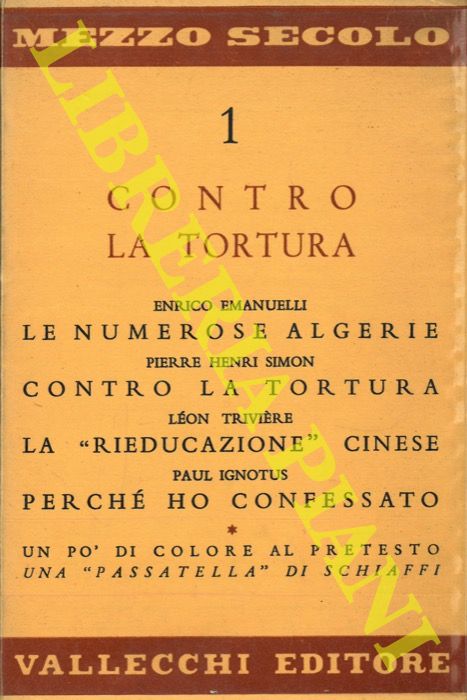 MEZZO SECOLO
1
CONTRO
LA TORTURA
ENRICO EMANUELLI
LE NUMEROSE ALGERIE
PIERRE HENRI SIMON
CONTRO LA TORTURA
LÉON TRIVIÈRE
LA “RIEDUCAZIONE” CINESE
PAUL IGNOTUS
PERCHÉ HO CONFESSATO
*
UN PO’ DI COLORE AL PRETESTO
UNA “PASSATELLA” DI SCHIAFFI
VALLECCHI EDITORE
LIBRERIA PIANI